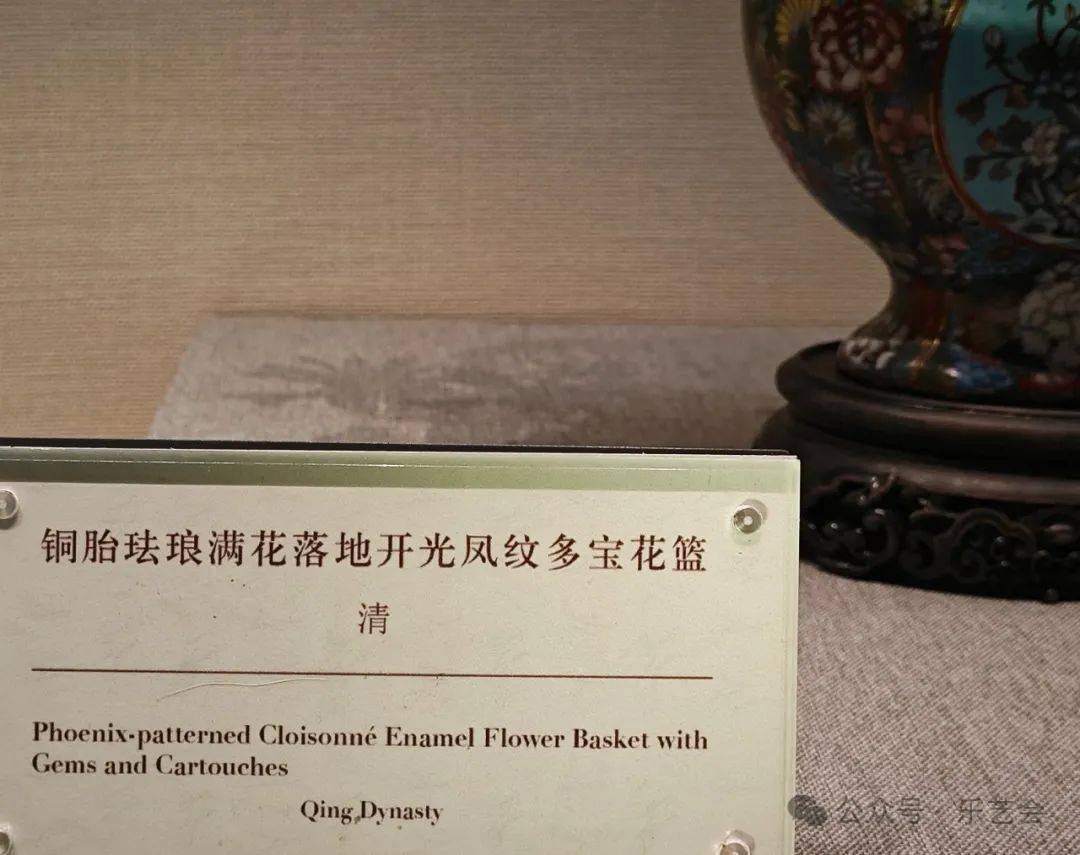 铜胎珐琅满花落地开光凤纹多宝花篮
清
Phoenix-patterned Cloisonné Enamel Flower Basket with
Gems and Cartouches
Qing Dynasty
公众号 · 乐艺会